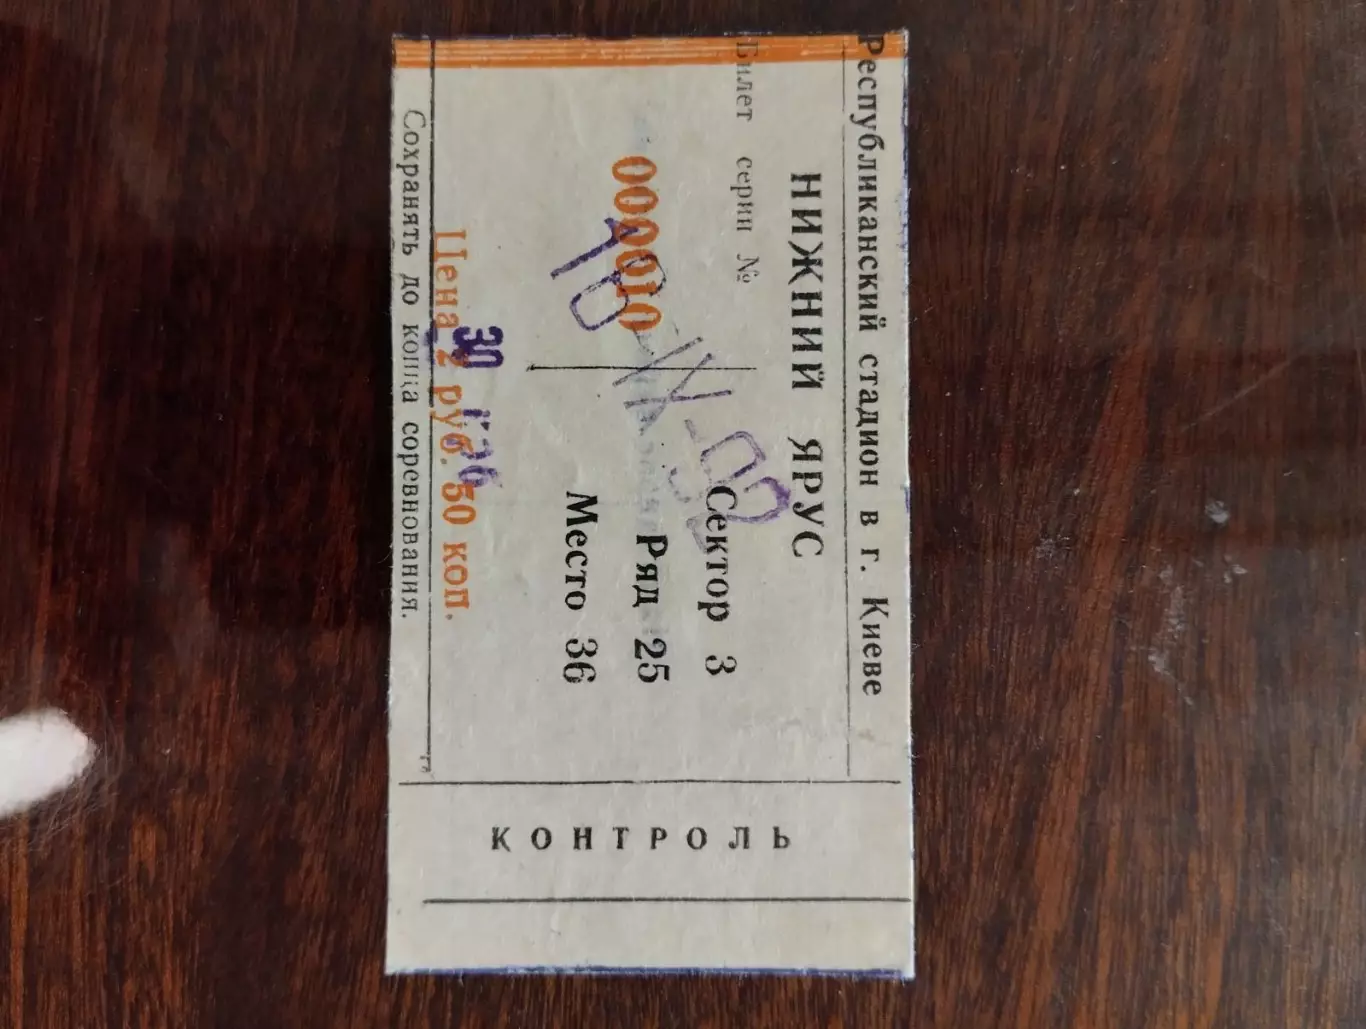 Республиканский стадион в г. Киеве
НИЖНИЙ ЯРУС
Билет серии №
000010
Сектор 3
Ряд 25
Место 36
Цена 2 руб. 50 коп.
30
Сохранять до конца соревнования.
КОНТРОЛЬ